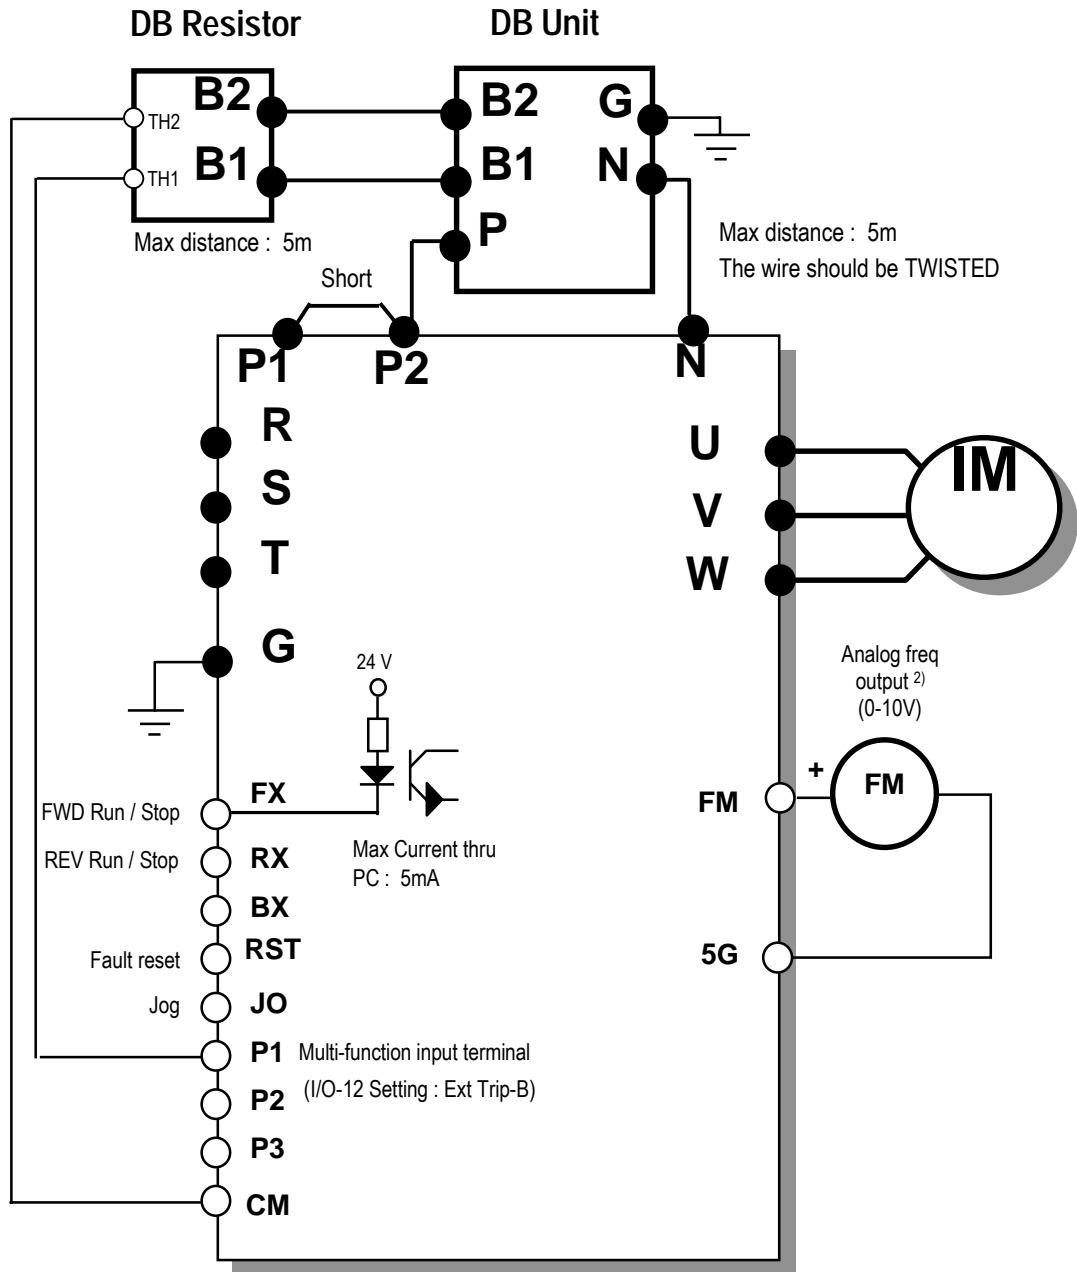 DB Resistor
DB Unit
B2
TH2
B1
TH1
B2
G
B1
N
P
Max distance : 5m
Max distance : 5m
The wire should be TWISTED
Short
P1
P2
N
R
S
T
G
U
V
W
IM
24 V
Analog freq
output 2)
(0-10V)
FWD Run / Stop
FX
REV Run / Stop
RX
Max Current thru
PC : 5mA
BX
Fault reset
RST
Jog
JO
P1
Multi-function input terminal
(I/O-12 Setting : Ext Trip-B)
P2
P3
CM
FM
+
FM
5G